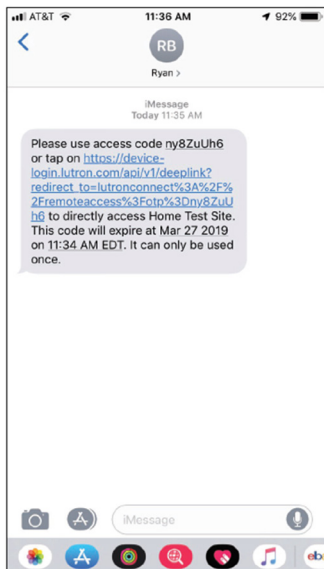 AT&T 11:36 AM 92%
RB
Ryan >
iMessage
Today 11:35 AM
Please use access code ny8ZuUh6
or tap on https://device-
login.lutron.com/api/v1/deeplink?
redirect_to=lutronconnect%3A%2F%
2Fremoteaccess%3Fotp%3Dny8ZuU
h6 to directly access Home Test Site.
This code will expire at Mar 27 2019
on 11:34 AM EDT. It can only be used
once.
iMessage
eb